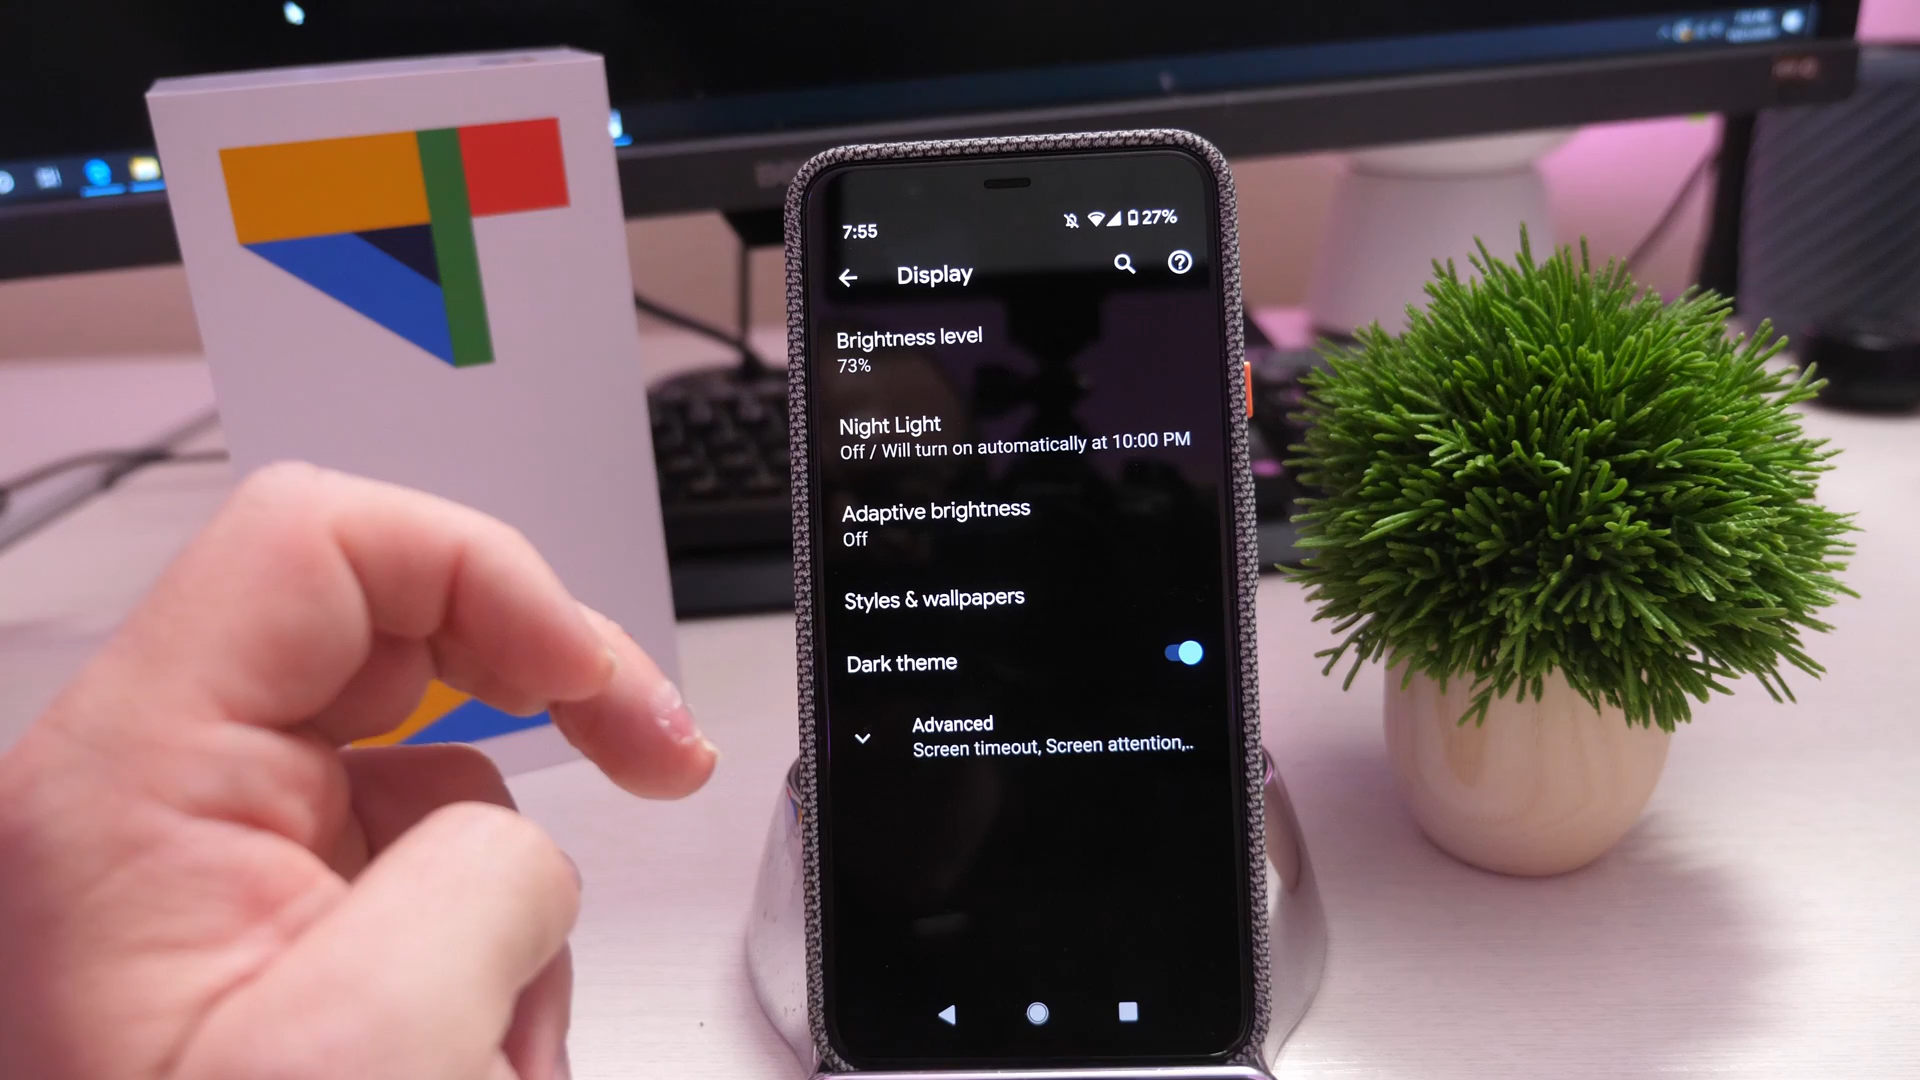 7:55
27%
Display
Brightness level
73%
Night Light
Off / Will turn on automatically at 10:00 PM
Adaptive brightness
Off
Styles & wallpapers
Dark theme
Advanced
Screen timeout, Screen attention,..